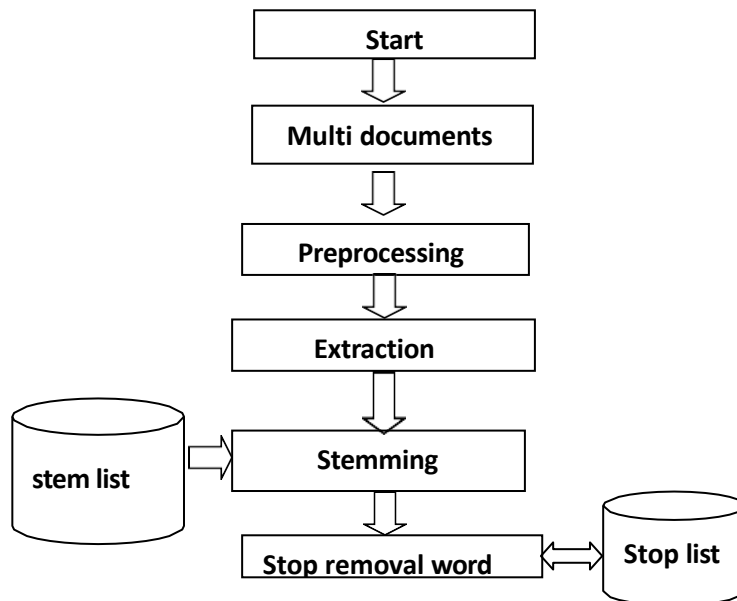 Start
Multi documents
Preprocessing
Extraction
stem list
Stemming
Stop removal word
Stop list